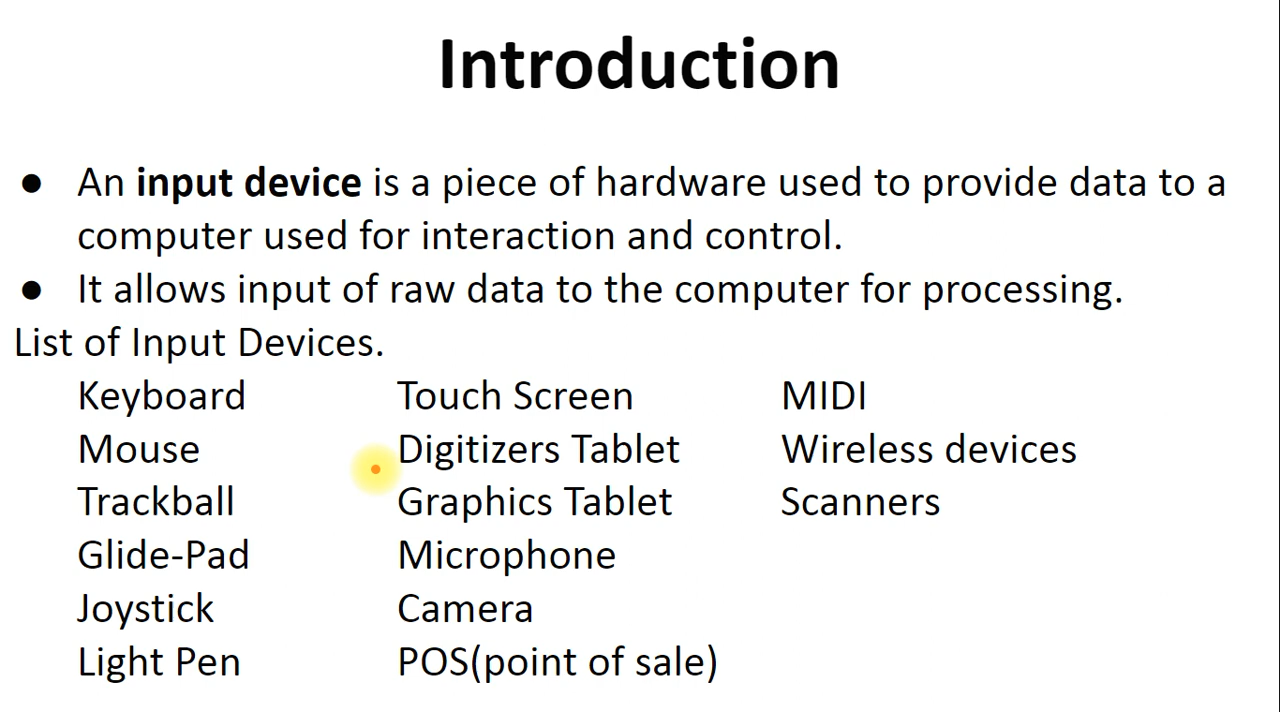 Introduction
● An input device is a piece of hardware used to provide data to a
computer used for interaction and control.
● It allows input of raw data to the computer for processing.
List of Input Devices.
Keyboard Touch Screen MIDI
Mouse Digitizers Tablet Wireless devices
Trackball Graphics Tablet Scanners
Glide-Pad Microphone
Joystick Camera
Light Pen POS(point of sale)